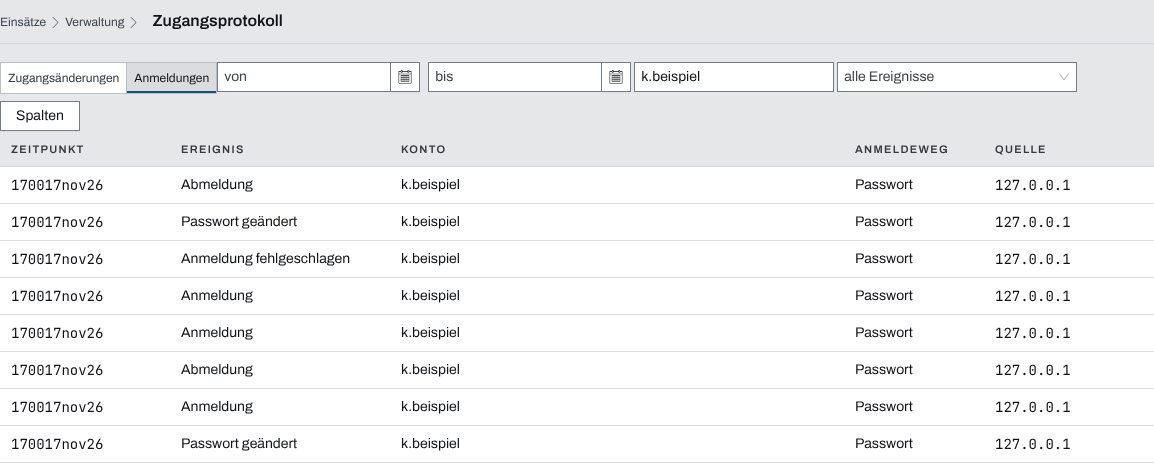 Einsätze > Verwaltung > Zugangsprotokoll
Zugangsänderungen Anmeldungen von bis k.beispiel alle Ereignisse
Spalten
ZEITPUNKT EREIGNIS KONTO ANMELDEWEG QUELLE
170017nov26 Abmeldung k.beispiel Passwort 127.0.0.1
170017nov26 Passwort geändert k.beispiel Passwort 127.0.0.1
170017nov26 Anmeldung fehlgeschlagen k.beispiel Passwort 127.0.0.1
170017nov26 Anmeldung k.beispiel Passwort 127.0.0.1
170017nov26 Anmeldung k.beispiel Passwort 127.0.0.1
170017nov26 Abmeldung k.beispiel Passwort 127.0.0.1
170017nov26 Anmeldung k.beispiel Passwort 127.0.0.1
170017nov26 Passwort geändert k.beispiel Passwort 127.0.0.1